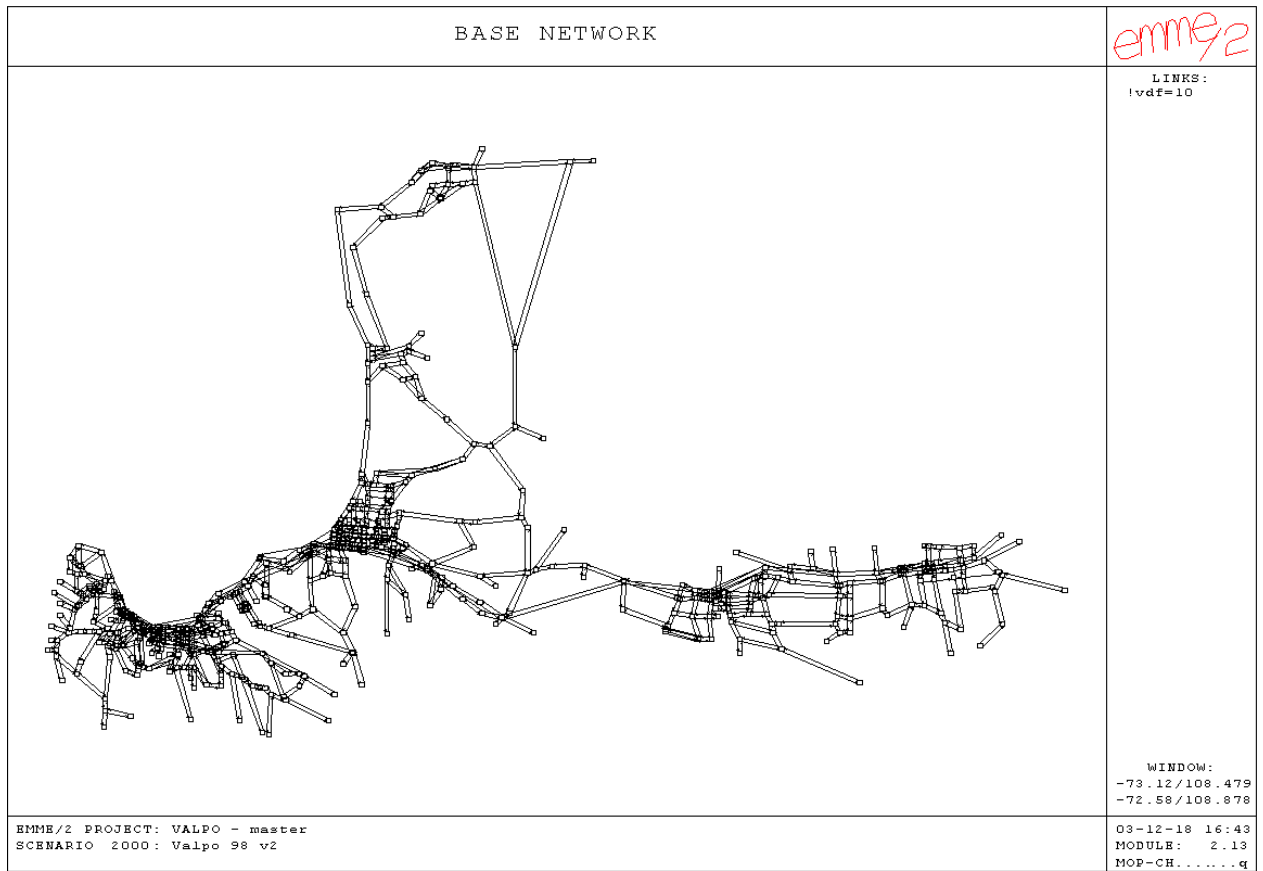 BASE NETWORK
emme/2
LINKS:
!vdf=10
WINDOW:
-73.12/108.479
-72.58/108.878
EMME/2 PROJECT: VALPO - master
SCENARIO 2000: Valpo 98 v2
03-12-18 16:43
MODULE: 2.13
MOP-CH.......q